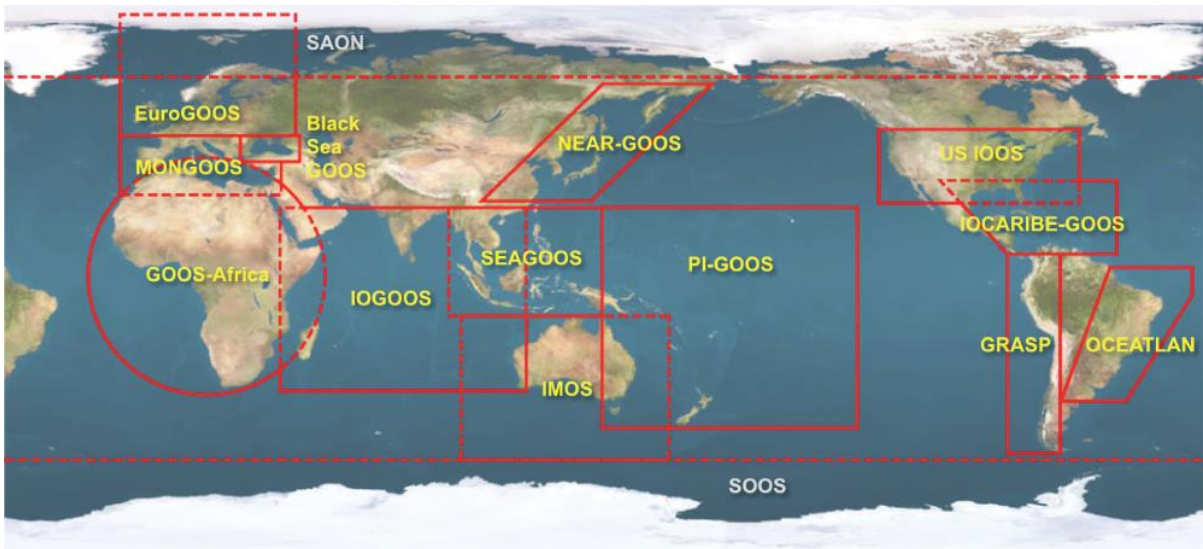 SAON
EuroGOOS
Black
Sea
GOOS
NEAR-GOOS
US IOOS
MONGOOS
IOCARIBE-GOOS
GOOS-Africa
SEAGOOS
PI-GOOS
IOGOOS
GRASP
OCEATLAN
IMOS
SOOS